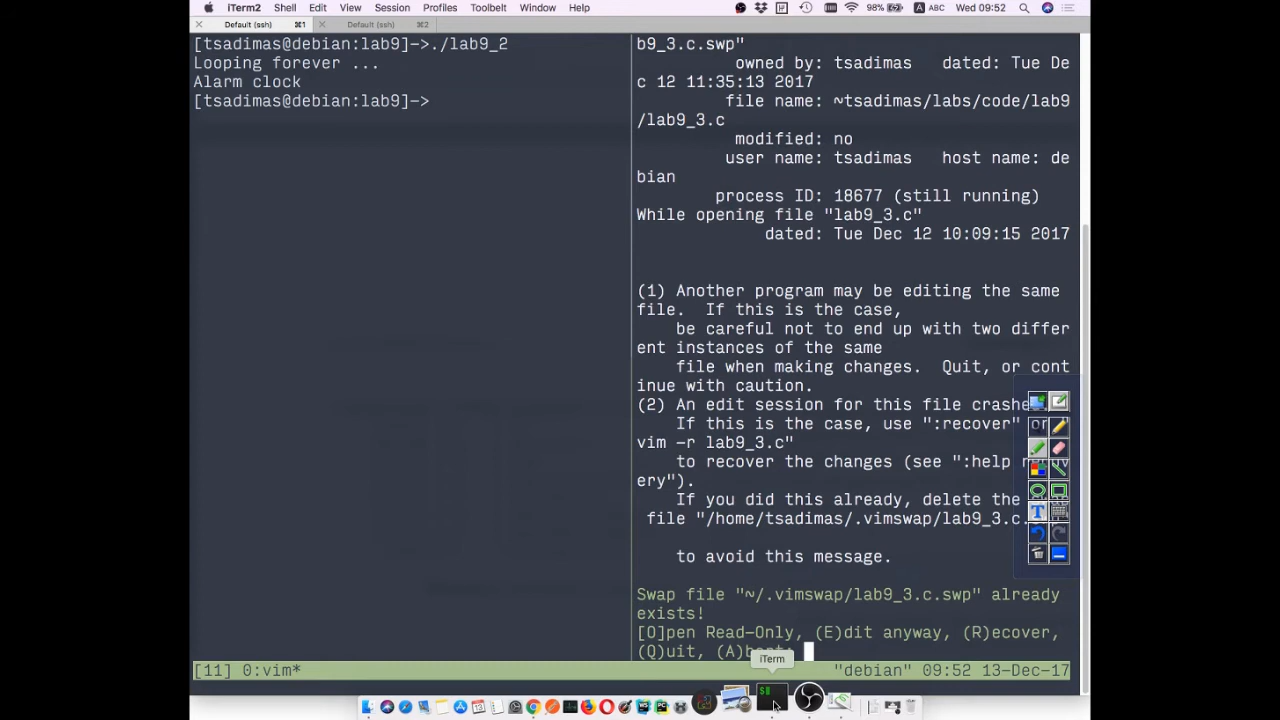 iTerm2 Shell Edit View Session Profiles Toolbelt Window Help 98% ABC Wed 09:52
Default (ssh) ⌘1 Default (ssh) ⌘2
[tsadimas@debian:lab9]->./lab9_2
Looping forever ...
Alarm clock
[tsadimas@debian:lab9]->
b9_3.c.swp"
owned by: tsadimas dated: Tue De
c 12 11:35:13 2017
file name: ~tsadimas/labs/code/lab9
/lab9_3.c
modified: no
user name: tsadimas host name: de
bian
process ID: 18677 (still running)
While opening file "lab9_3.c"
dated: Tue Dec 12 10:09:15 2017
(1) Another program may be editing the same
file. If this is the case,
be careful not to end up with two differ
ent instances of the same
file when making changes. Quit, or cont
inue with caution.
(2) An edit session for this file crashe
If this is the case, use ":recover" or
vim -r lab9_3.c"
to recover the changes (see ":help
ery").
If you did this already, delete the
file "/home/tsadimas/.vimswap/lab9_3.c.
to avoid this message.
Swap file "~/.vimswap/lab9_3.c.swp" already
exists!
[O]pen Read-Only, (E)dit anyway, (R)ecover,
(Q)uit, (A)
iTerm
[11] 0:vim* "debian" 09:52 13-Dec-17